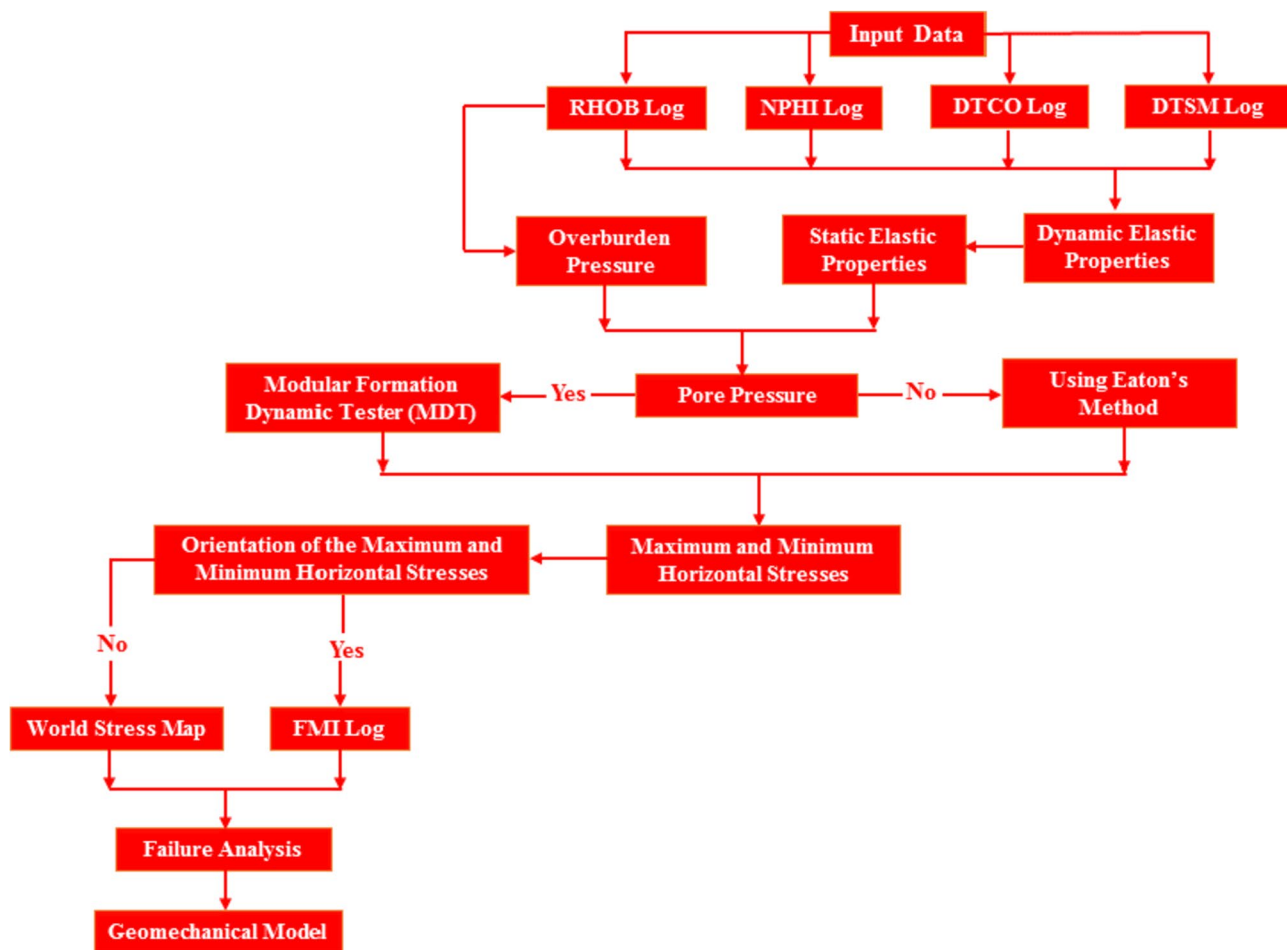 Input Data
RHOB Log
NPHI Log
DTCO Log
DTSM Log
Overburden
Pressure
Static Elastic
Properties
Dynamic Elastic
Properties
Modular Formation
Dynamic Tester (MDT)
Yes
Pore Pressure
No
Using Eaton's
Method
Orientation of the Maximum and
Minimum Horizontal Stresses
Maximum and Minimum
Horizontal Stresses
No
Yes
World Stress Map
FMI Log
Failure Analysis
Geomechanical Model